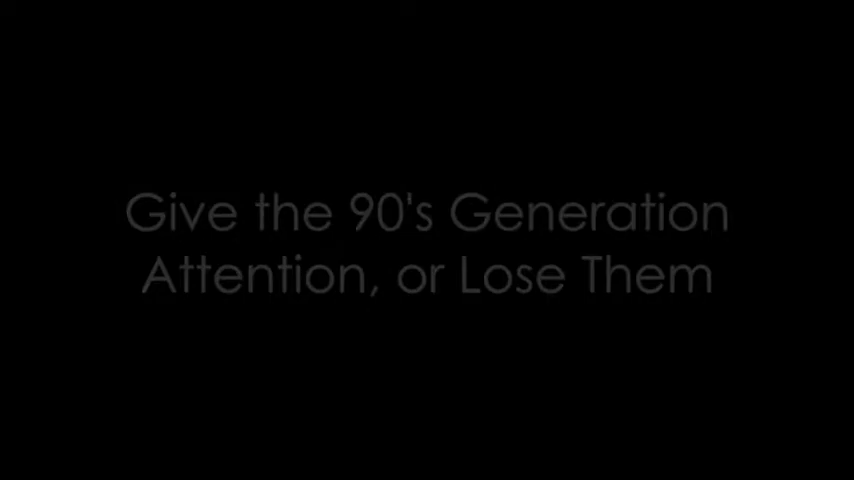 Give the 90's Generation
Attention, or Lose Them